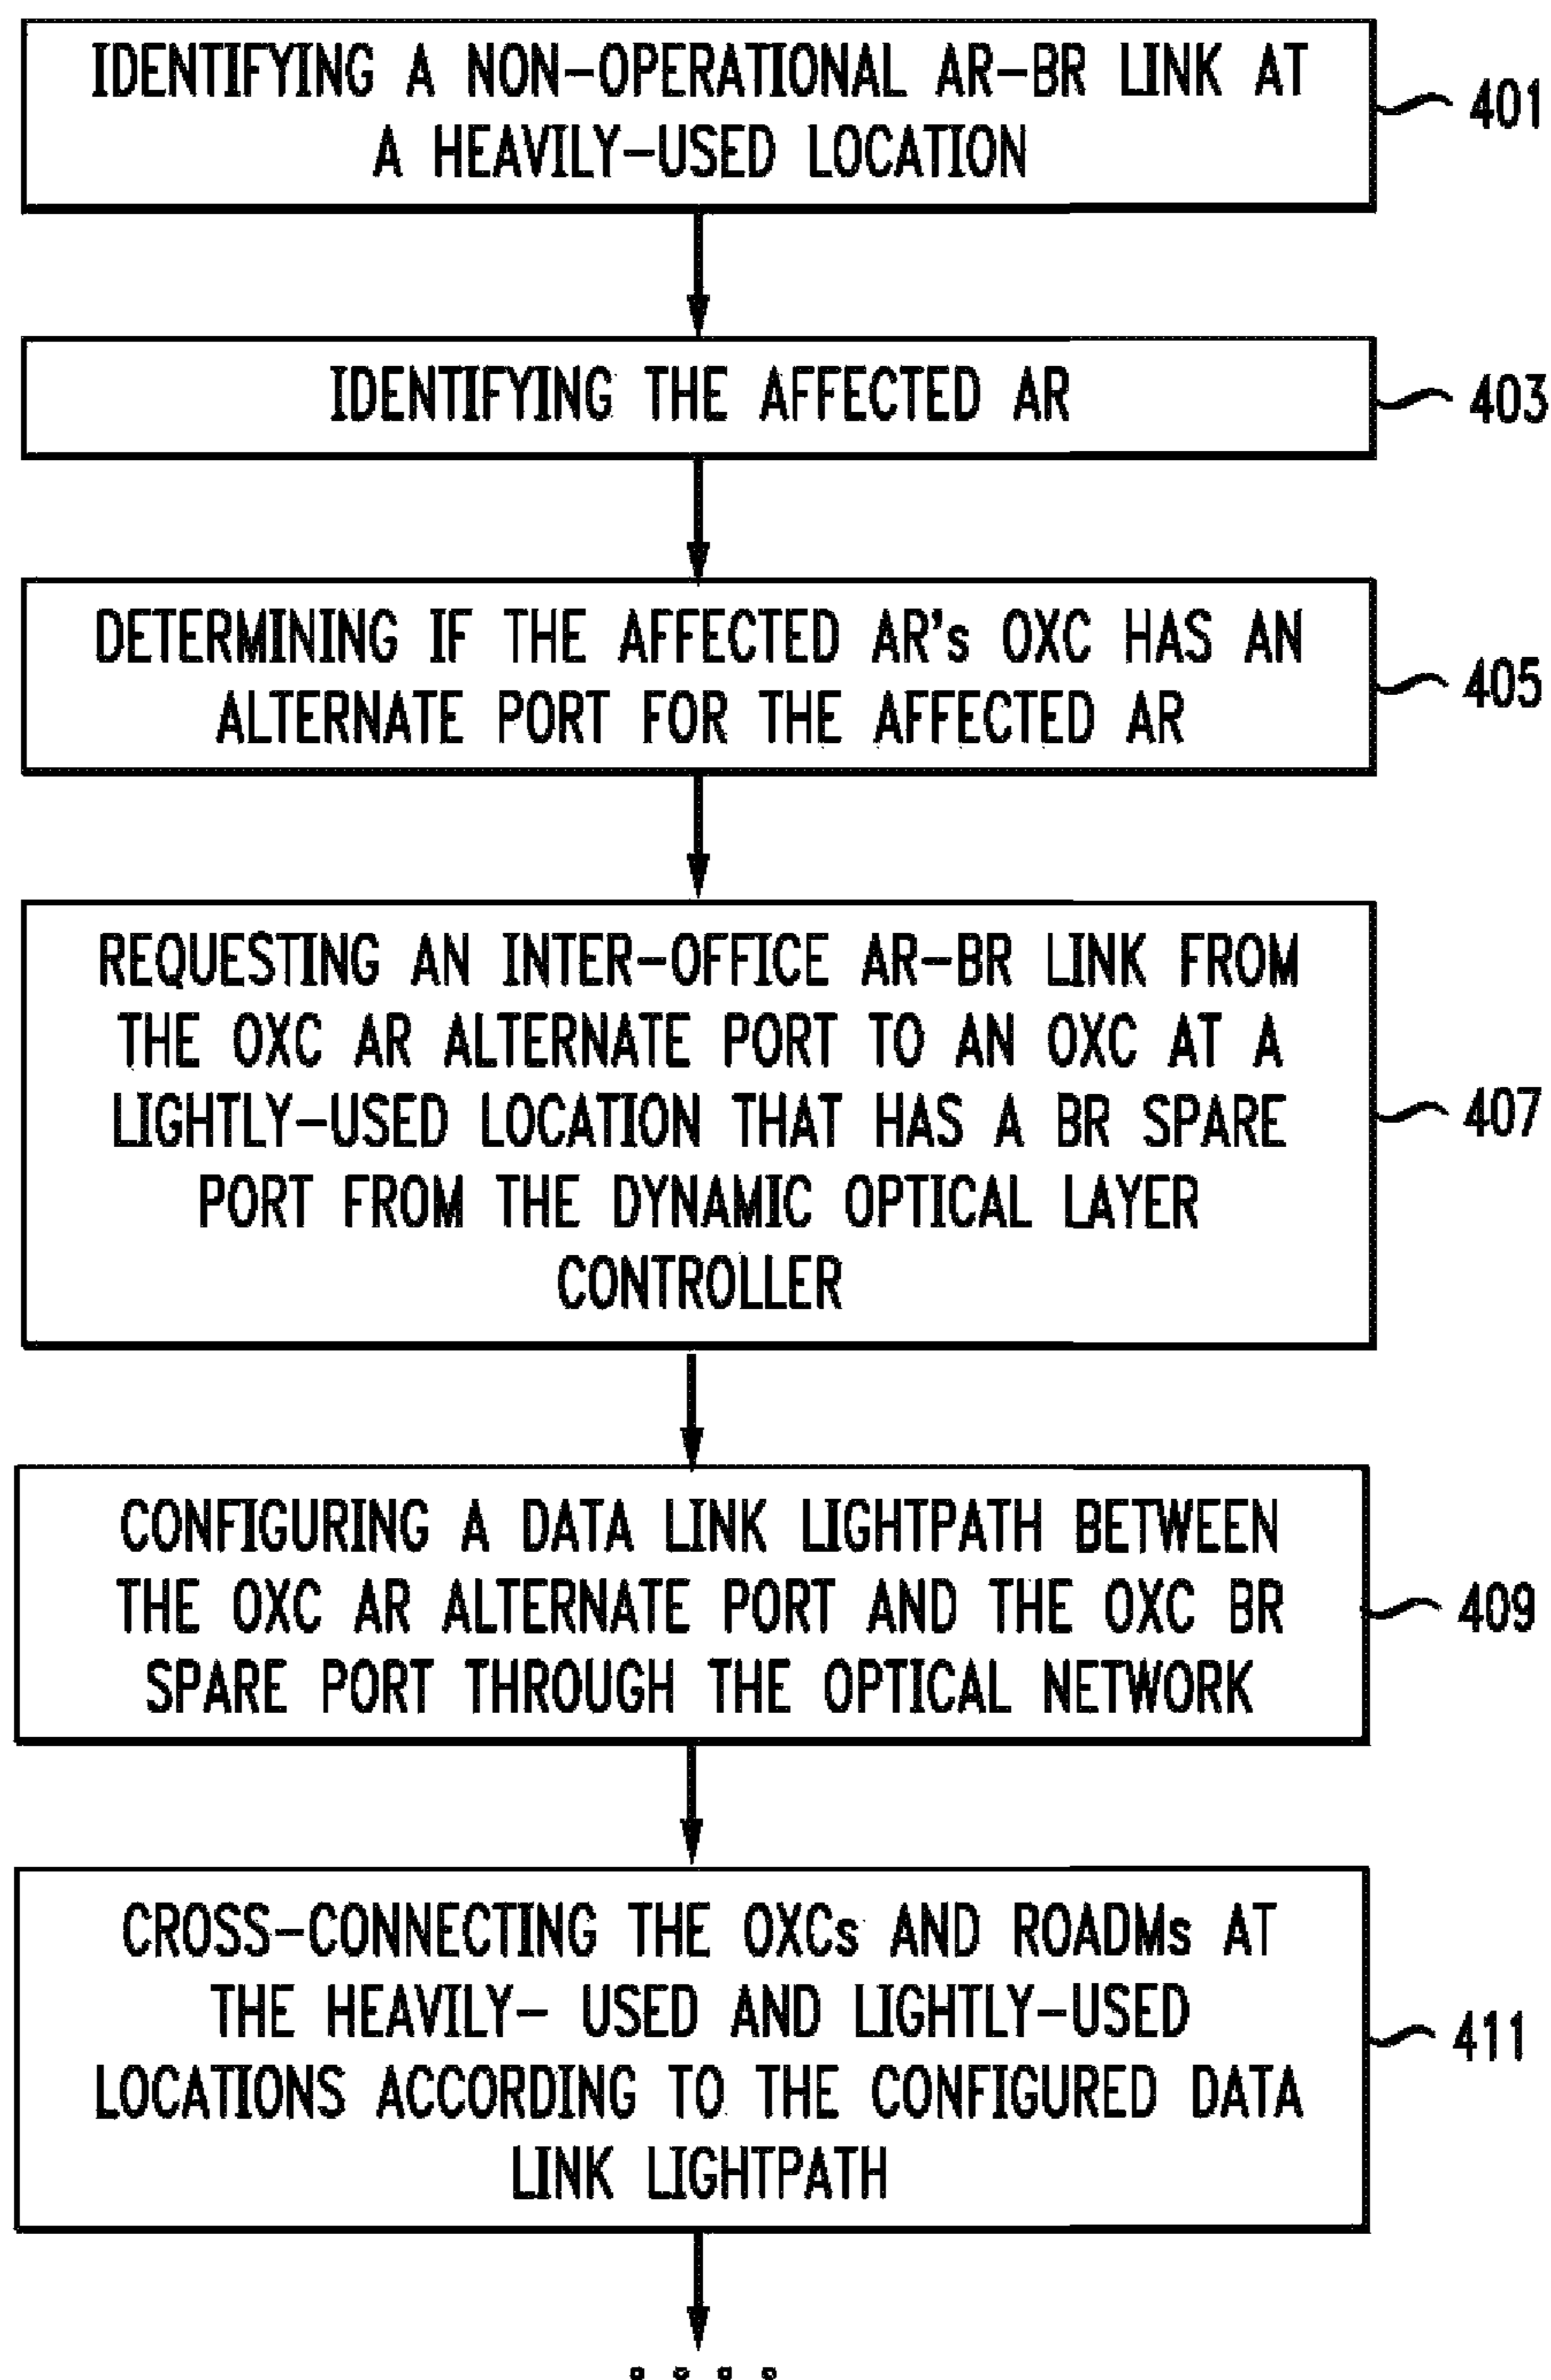 IDENTIFYING A NON-OPERATIONAL AR-BR LINK AT
A HEAVILY-USED LOCATION
401
IDENTIFYING THE AFFECTED AR
403
DETERMINING IF THE AFFECTED AR's OXC HAS AN
ALTERNATE PORT FOR THE AFFECTED AR
405
REQUESTING AN INTER-OFFICE AR-BR LINK FROM
THE OXC AR ALTERNATE PORT TO AN OXC AT A
LIGHTLY-USED LOCATION THAT HAS A BR SPARE
PORT FROM THE DYNAMIC OPTICAL LAYER
CONTROLLER
407
CONFIGURING A DATA LINK LIGHTPATH BETWEEN
THE OXC AR ALTERNATE PORT AND THE OXC BR
SPARE PORT THROUGH THE OPTICAL NETWORK
409
CROSS-CONNECTING THE OXCs AND ROADMs AT
THE HEAVILY- USED AND LIGHTLY-USED
LOCATIONS ACCORDING TO THE CONFIGURED DATA
LINK LIGHTPATH
411